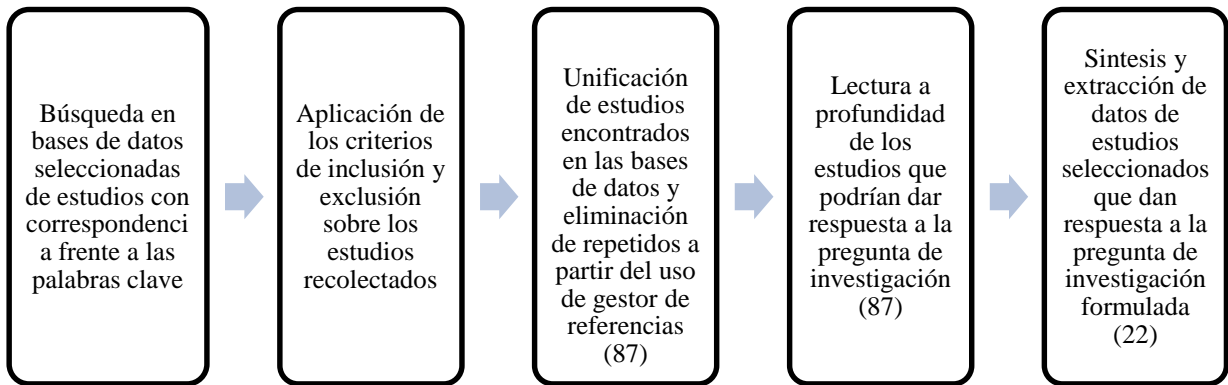 Búsqueda en
bases de datos
seleccionadas
de estudios con
correspondenci
a frente a las
palabras clave
Aplicación de
los criterios
de inclusión y
exclusión
sobre los
estudios
recolectados
Unificación
de estudios
encontrados
en las bases
de datos y
eliminación
de repetidos a
partir del uso
de gestor de
referencias
(87)
Lectura a
profundidad
de los
estudios que
podrían dar
respuesta a la
pregunta de
investigación
(87)
Sintesis y
extracción de
datos de
estudios
seleccionados
que dan
respuesta a la
pregunta de
investigación
formulada
(22)